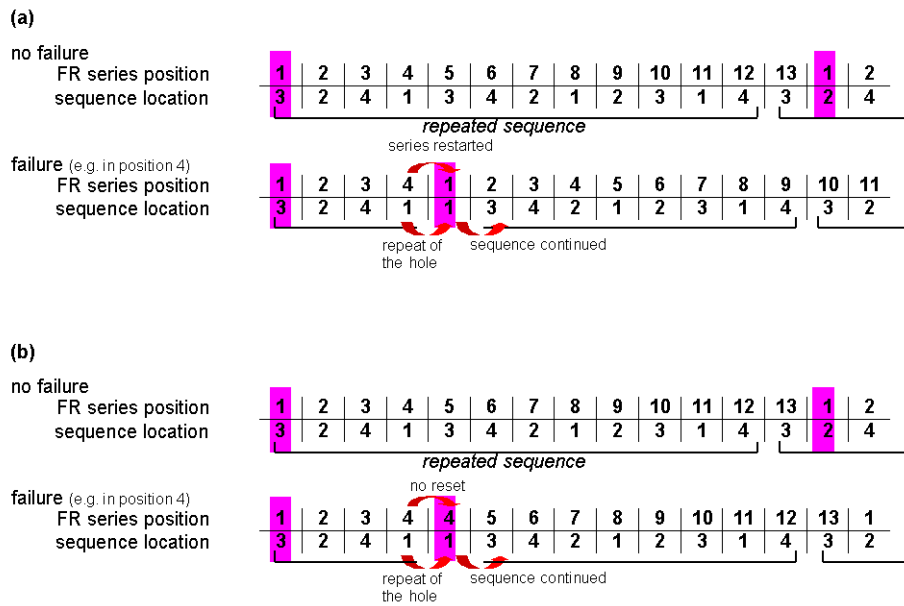 (a)
no failure
FR series position 1 2 3 4 5 6 7 8 9 10 11 12 13 1 2
sequence location 3 2 4 1 3 4 2 1 2 3 1 4 3 2 4
repeated sequence
series restarted
failure (e.g. in position 4)
FR series position 1 2 3 4 1 2 3 4 5 6 7 8 9 10 11
sequence location 3 2 4 1 1 3 4 2 1 2 3 1 4 3 2
repeat of sequence continued
the hole
(b)
no failure
FR series position 1 2 3 4 5 6 7 8 9 10 11 12 13 1 2
sequence location 3 2 4 1 3 4 2 1 2 3 1 4 3 2 4
repeated sequence
no reset
failure (e.g. in position 4)
FR series position 1 2 3 4 4 5 6 7 8 9 10 11 12 13 1
sequence location 3 2 4 1 1 3 4 2 1 2 3 1 4 3 2
repeat of sequence continued
the hole